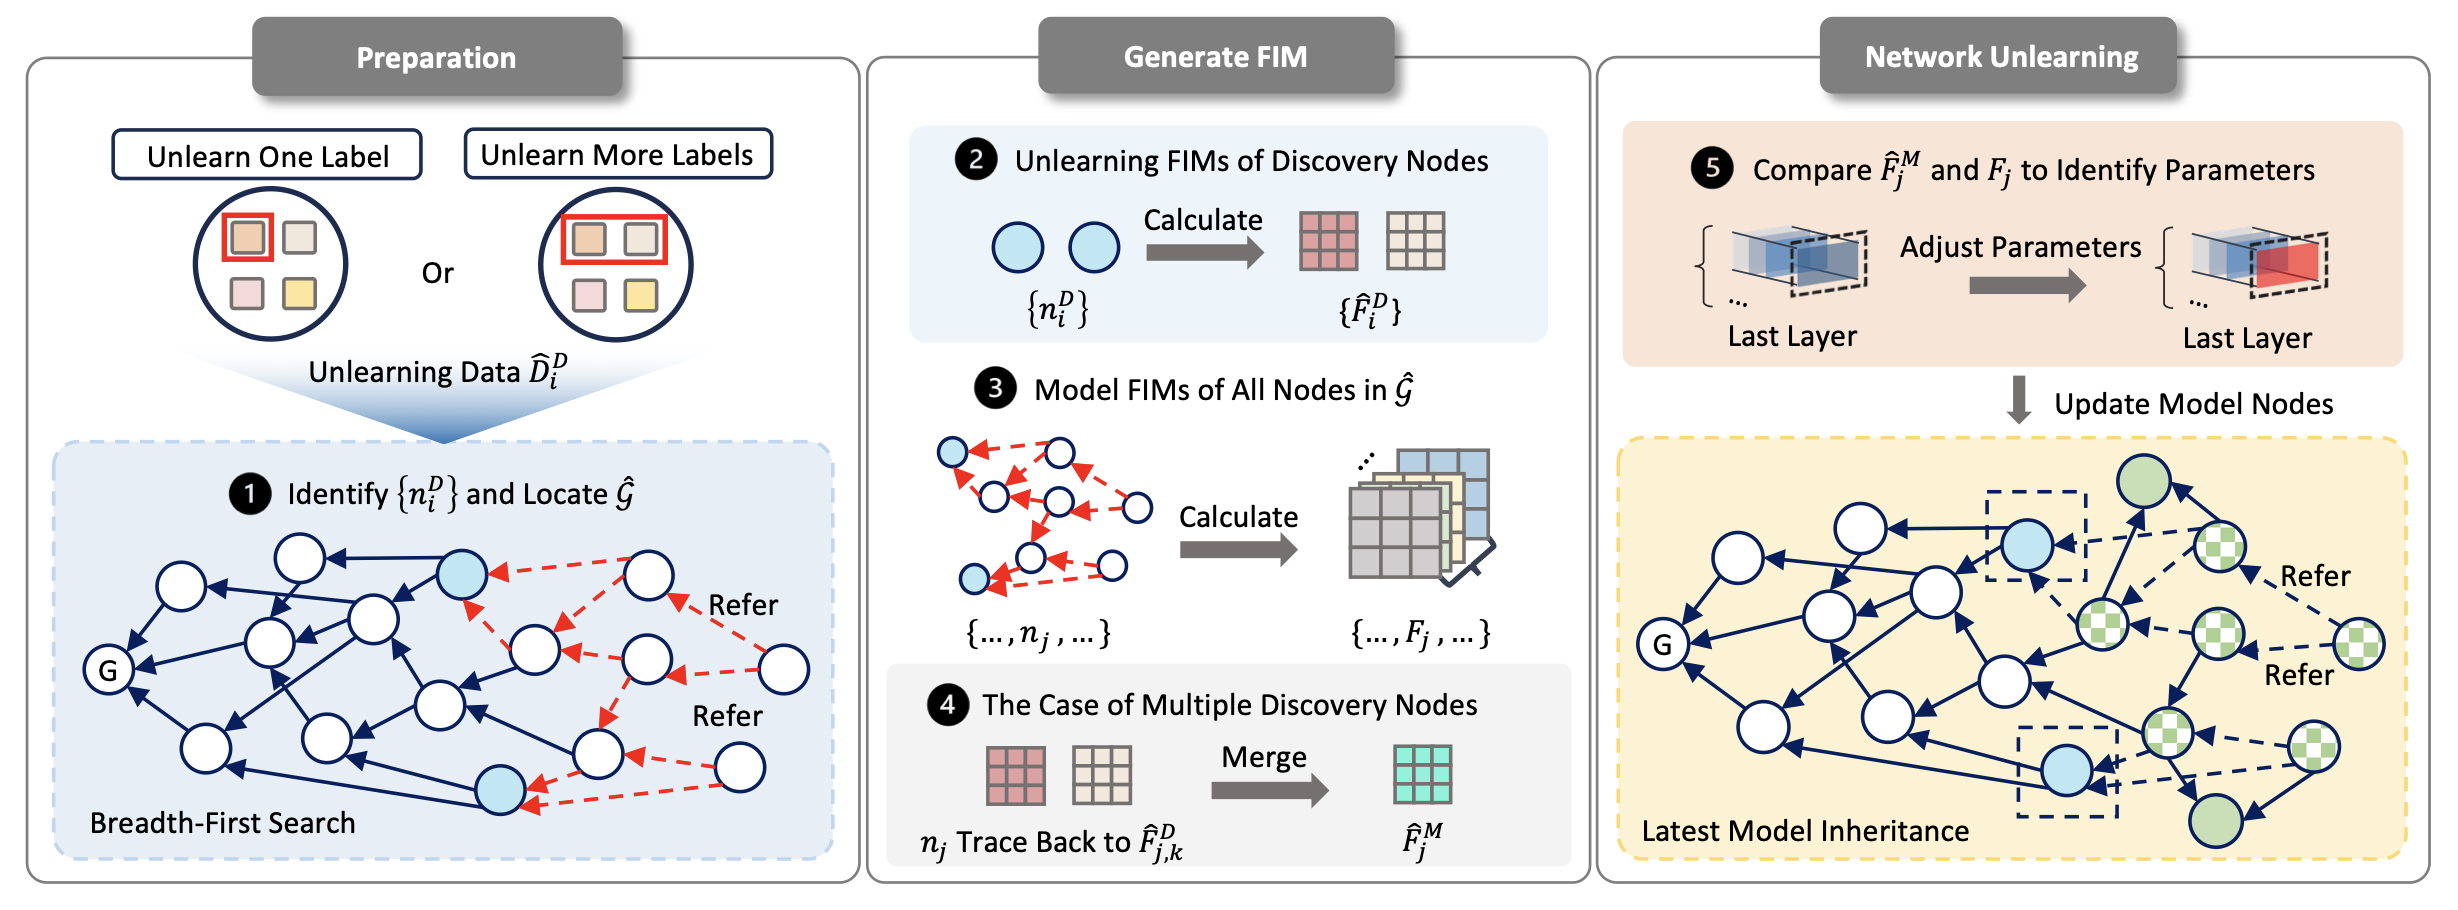 Preparation
Unlearn One Label
Unlearn More Labels
Or
Unlearning Data $\hat{D}_i^D$
1 Identify $\{n_i^D\}$ and Locate $\hat{\mathcal{G}}$
G
Refer
Refer
Breadth-First Search
Generate FIM
2 Unlearning FIMs of Discovery Nodes
Calculate
$\{n_i^D\}$
$\{\hat{F}_i^D\}$
3 Model FIMs of All Nodes in $\hat{\mathcal{G}}$
...
Calculate
$\{\ldots, n_j, \ldots\}$
$\{\ldots, F_j, \ldots\}$
4 The Case of Multiple Discovery Nodes
Merge
$n_j$ Trace Back to $\hat{F}_{j,k}^D$
$\hat{F}_j^M$
Network Unlearning
5 Compare $\hat{F}_j^M$ and $F_j$ to Identify Parameters
Adjust Parameters
...
...
Last Layer
Last Layer
Update Model Nodes
Refer
G
Refer
Latest Model Inheritance